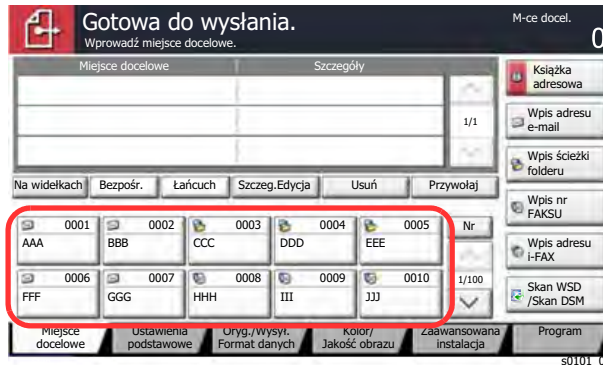 Gotowa do wysłania.
M-ce docel.
Wprowadź miejsce docelowe.
0
Miejsce docelowe
Szczegóły
Książka
adresowa
1/1
Wpis adresu
e-mail
Wpis ścieżki
folderu
Na widełkach
Bezpośr.
Łańcuch
Szczeg.Edycja
Usuń
Przywołaj
Wpis nr
FAKSU
0001
0002
0003
0004
0005
Nr
AAA
BBB
CCC
DDD
EEE
Wpis adresu
i-FAX
0006
0007
0008
0009
0010
1/100
FFF
GGG
HHH
III
JJJ
Skan WSD
/Skan DSM
Miejsce
docelowe
Ustawienia
podstawowe
Oryg./Wysył.
Format danych
Kolor/
Jakość obrazu
Zaawansowana
instalacja
Program
s0101_0